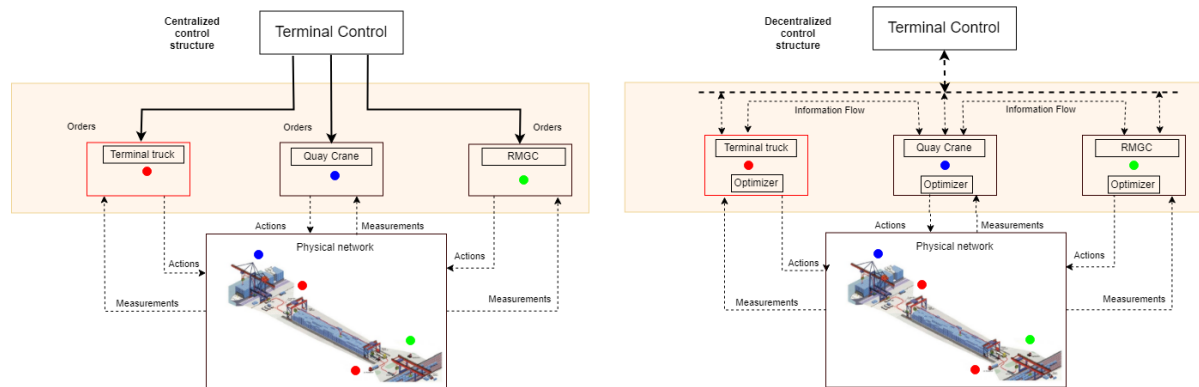 Centralized
control
structure
Terminal Control
Orders
Orders
Orders
Terminal truck
Quay Crane
RMGC
Actions
Measurements
Physical network
Actions
Actions
Measurements
Measurements
Decentralized
control
structure
Terminal Control
Information Flow
Information Flow
Terminal truck
Quay Crane
RMGC
Optimizer
Optimizer
Optimizer
Actions
Measurements
Physical network
Actions
Actions
Measurements
Measurements